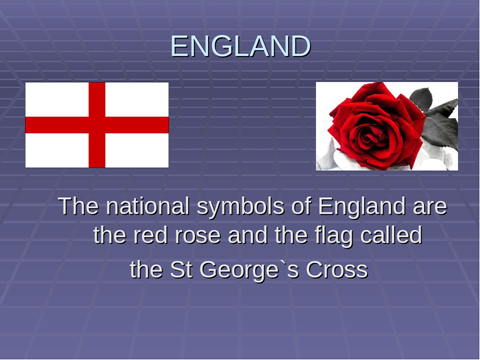 ENGLAND
The national symbols of England are
the red rose and the flag called
the St George`s Cross